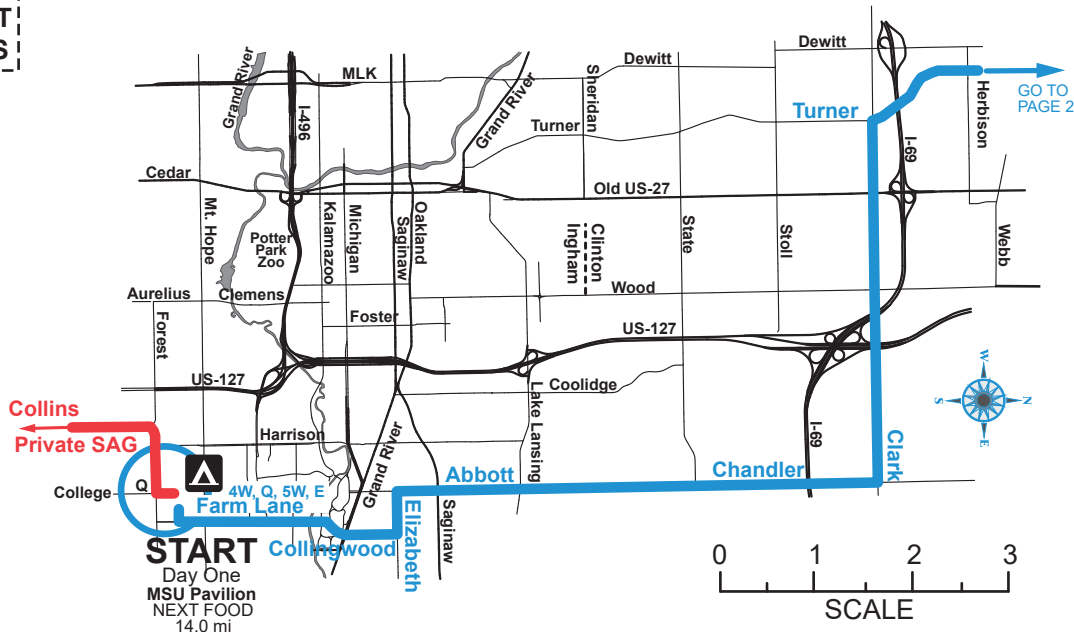 T
S
Dewitt
Dewitt
MLK
Grand River
I-496
Grand River
Sheridan
Turner
Turner
Herbison
GO TO
PAGE 2
I-69
Cedar
Old US-27
Mt. Hope
Potter
Park
Zoo
Kalamazoo
Michigan
Saginaw
Oakland
Clinton
Ingham
State
Stoll
Webb
Aurelius
Clemens
Wood
Forest
Foster
US-127
US-127
Coolidge
Lake Lansing
W
S
N
E
Collins
Private SAG
Harrison
Grand River
I-69
Clark
College
Q
4W, Q, 5W, E
Farm Lane
Abbott
Chandler
Elizabeth
Saginaw
Collingwood
START
Day One
MSU Pavilion
NEXT FOOD
14.0 mi
0 1 2 3
SCALE